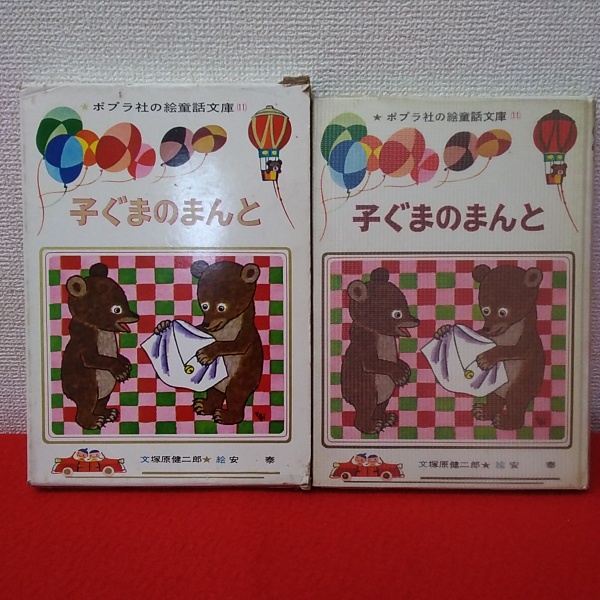 ★ポプラ社の絵童話文庫(11)
子ぐまのまんと
文塚原健二郎★絵安 泰
★ポプラ社の絵童話文庫(11)
子ぐまのまんと
文塚原健二郎★絵安 泰